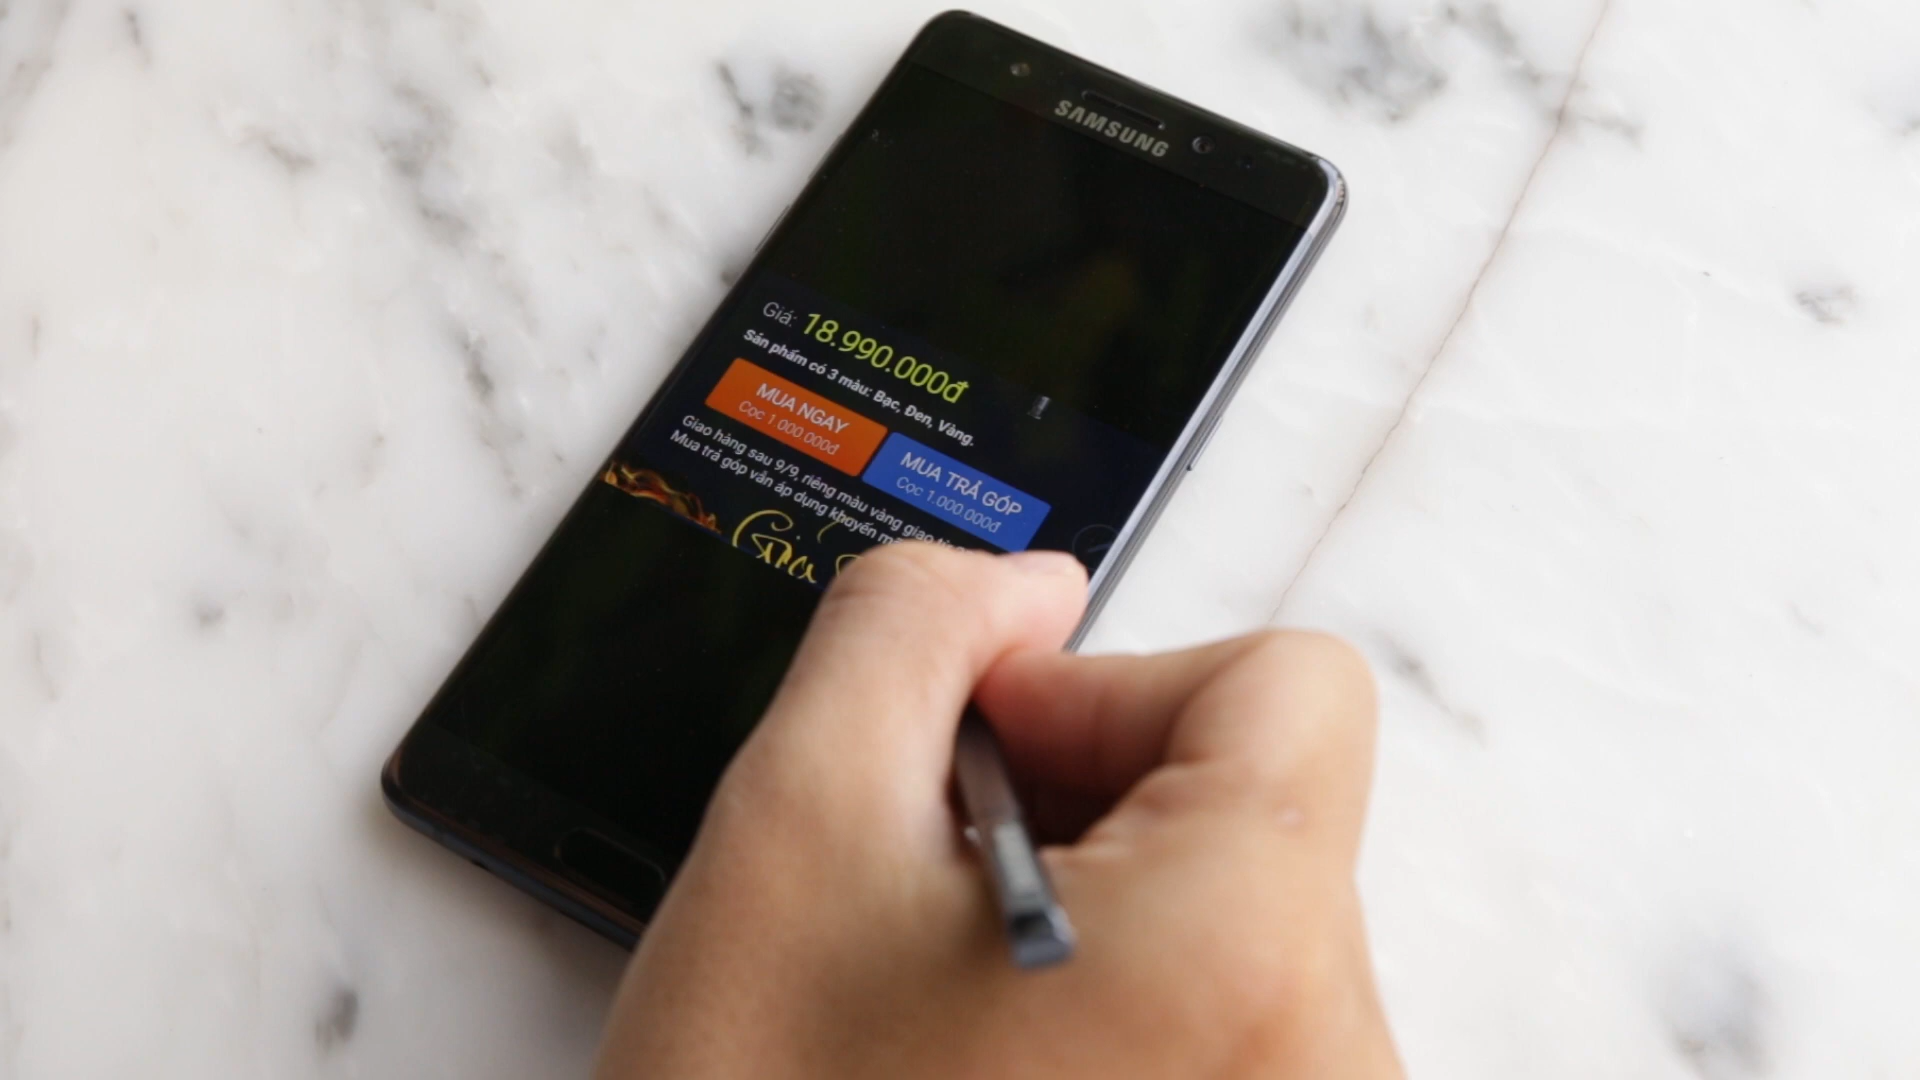 SAMSUNG
Giá: 18.990.000đ
Sản phẩm có 3 màu: Bạc, Đen, Vàng.
MUA NGAY
Cọc 1.000.000đ
MUA TRẢ GÓP
Cọc 1.000.000đ
Giao hàng sau 9/9, riêng màu vàng giao từ
Mua trả góp vẫn áp dụng khuyến